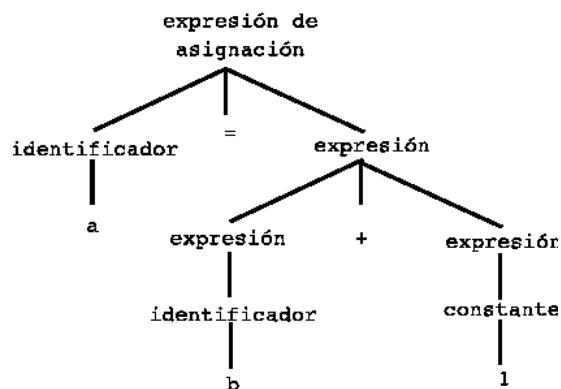 expresión de
asignación
identificador
=
expresión
a
expresión
+
expresión
identificador
constante
b
1